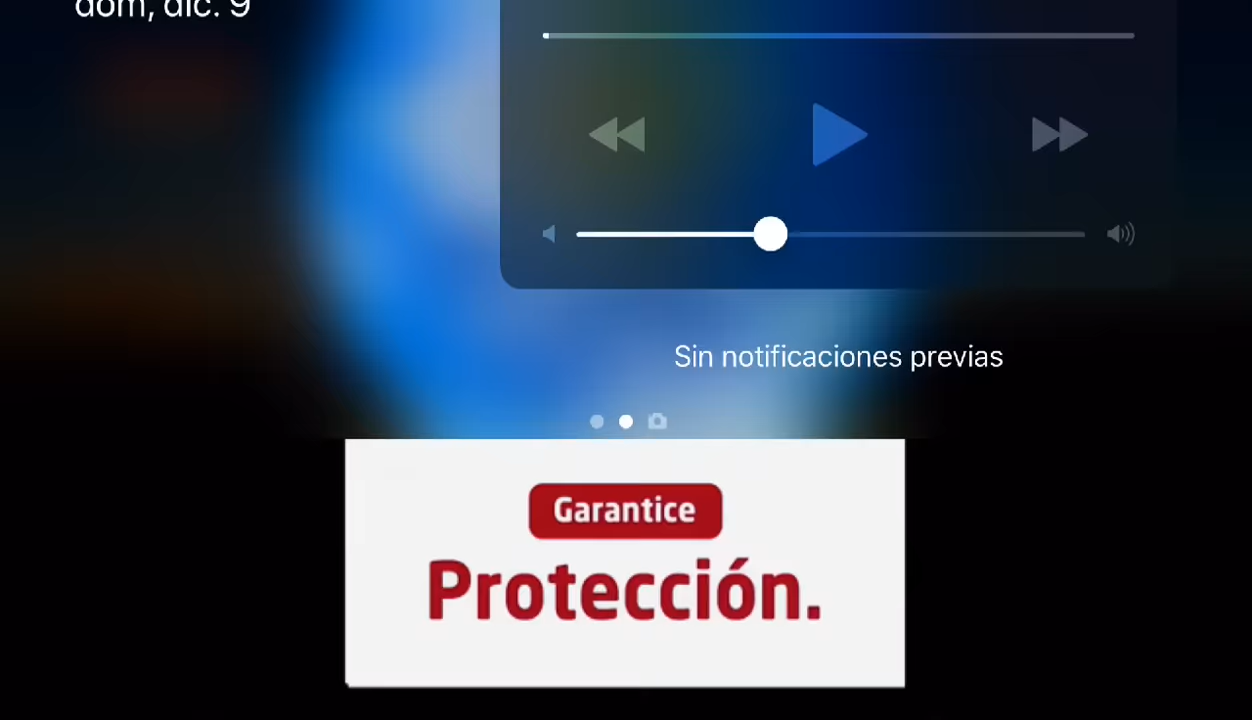 dom, dic. 9
Sin notificaciones previas
Garantice
Protección.